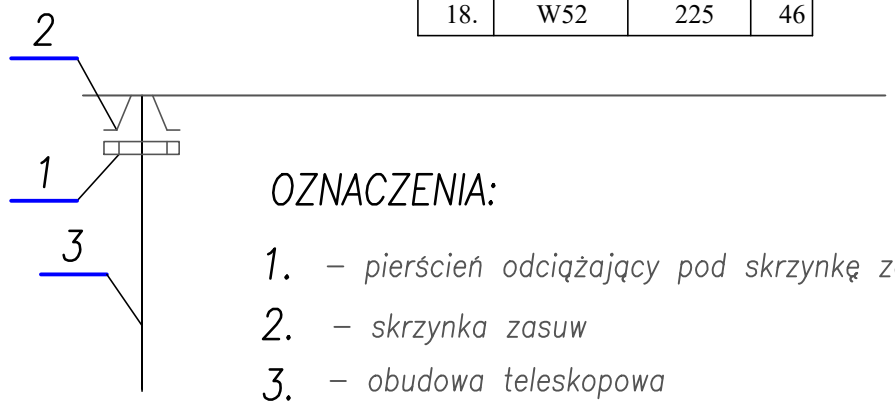 18. W52 225 46
2
1
3
OZNACZENIA:
1. – pierścień odciążający pod skrzynkę
2. – skrzynka zasuw
3. – obudowa teleskopowa